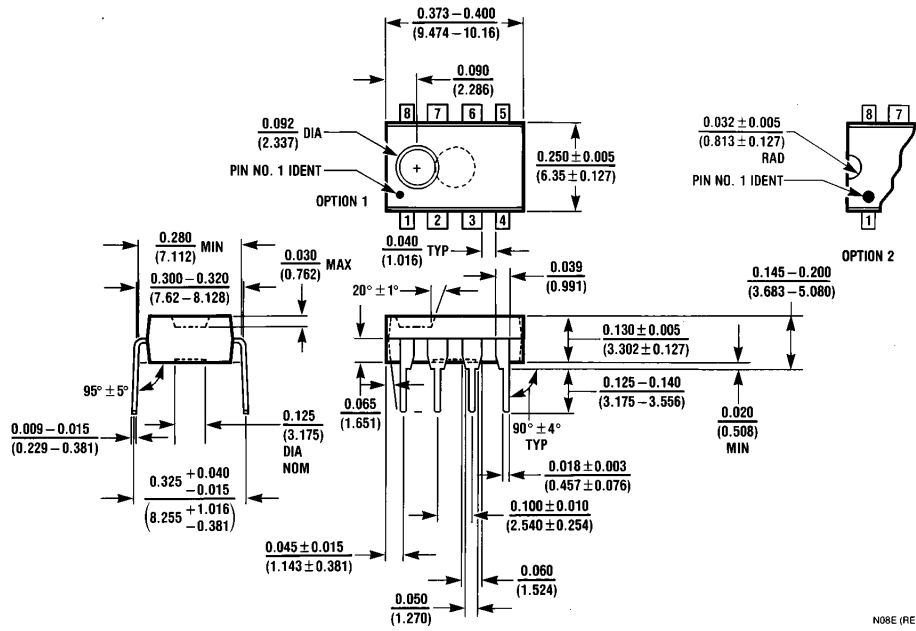 0.373 – 0.400
(9.474 – 10.16)
0.090
(2.286)
8 7 6 5
0.092 DIA
(2.337)
PIN NO. 1 IDENT
OPTION 1
0.250 ± 0.005
(6.35 ± 0.127)
1 2 3 4
8 7
0.032 ± 0.005
(0.813 ± 0.127)
RAD
PIN NO. 1 IDENT
1
OPTION 2
0.280 MIN
(7.112)
0.300 – 0.320
(7.62 – 8.128)
0.030 MAX
(0.762)
0.040 TYP
(1.016)
0.039
(0.991)
20° ± 1°
0.145 – 0.200
(3.683 – 5.080)
0.130 ± 0.005
(3.302 ± 0.127)
0.125 – 0.140
(3.175 – 3.556)
0.020
(0.508)
MIN
95° ± 5°
0.009 – 0.015
(0.229 – 0.381)
0.125
(3.175)
DIA
NOM
0.065
(1.651)
90° ± 4°
TYP
0.018 ± 0.003
(0.457 ± 0.076)
0.325 +0.040
–0.015
(8.255 +1.016
–0.381)
0.100 ± 0.010
(2.540 ± 0.254)
0.045 ± 0.015
(1.143 ± 0.381)
0.060
(1.524)
0.050
(1.270)
N08E (RE